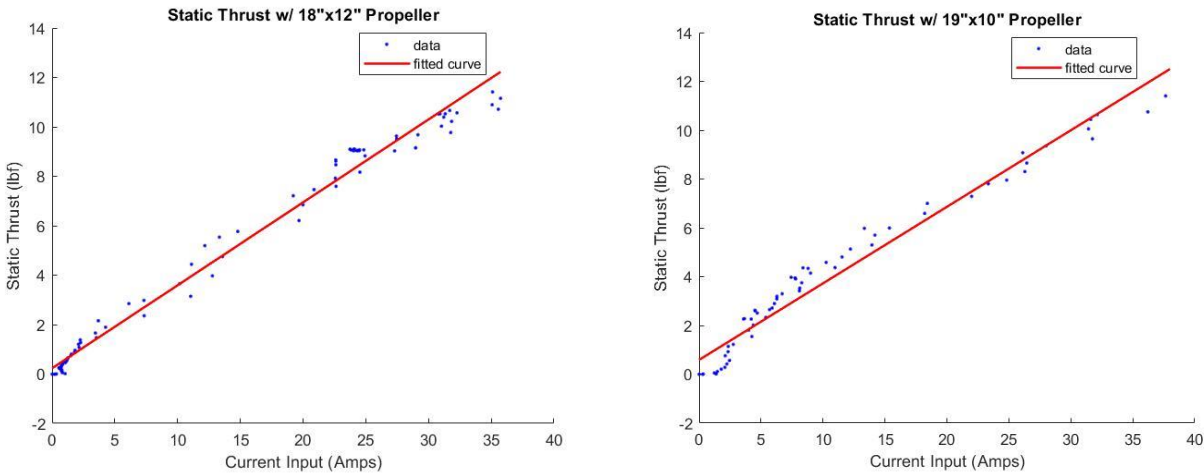 Static Thrust w/ 18"x12" Propeller
14
12
10
8
6
4
2
0
-2
Static Thrust (lbf)
data
fitted curve
0 5 10 15 20 25 30 35 40
Current Input (Amps)
Static Thrust w/ 19"x10" Propeller
14
12
10
8
6
4
2
0
-2
Static Thrust (lbf)
data
fitted curve
0 5 10 15 20 25 30 35 40
Current Input (Amps)